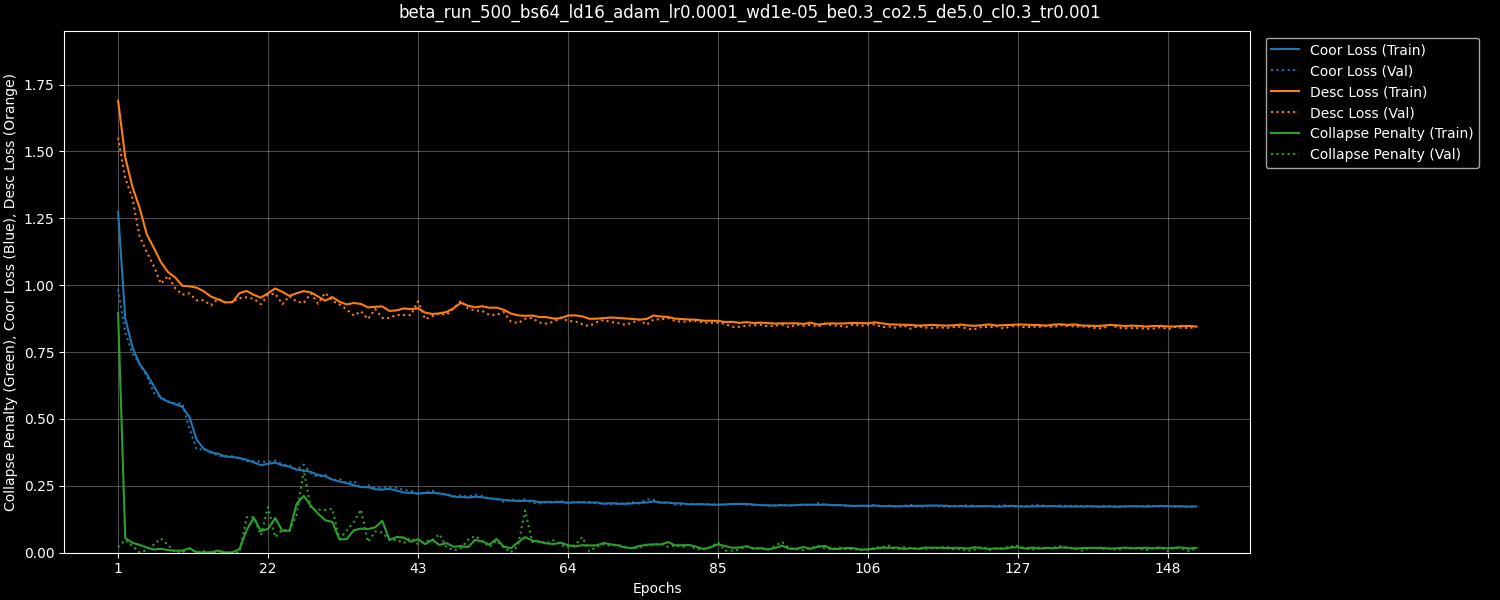 beta_run_500_bs64_ld16_adam_lr0.0001_wd1e-05_be0.3_co2.5_de5.0_cl0.3_tr0.001
Collapse Penalty (Green), Coor Loss (Blue), Desc Loss (Orange)
1.75
1.50
1.25
1.00
0.75
0.50
0.25
0.00
1 22 43 64 85 106 127 148
Epochs
Coor Loss (Train)
Coor Loss (Val)
Desc Loss (Train)
Desc Loss (Val)
Collapse Penalty (Train)
Collapse Penalty (Val)